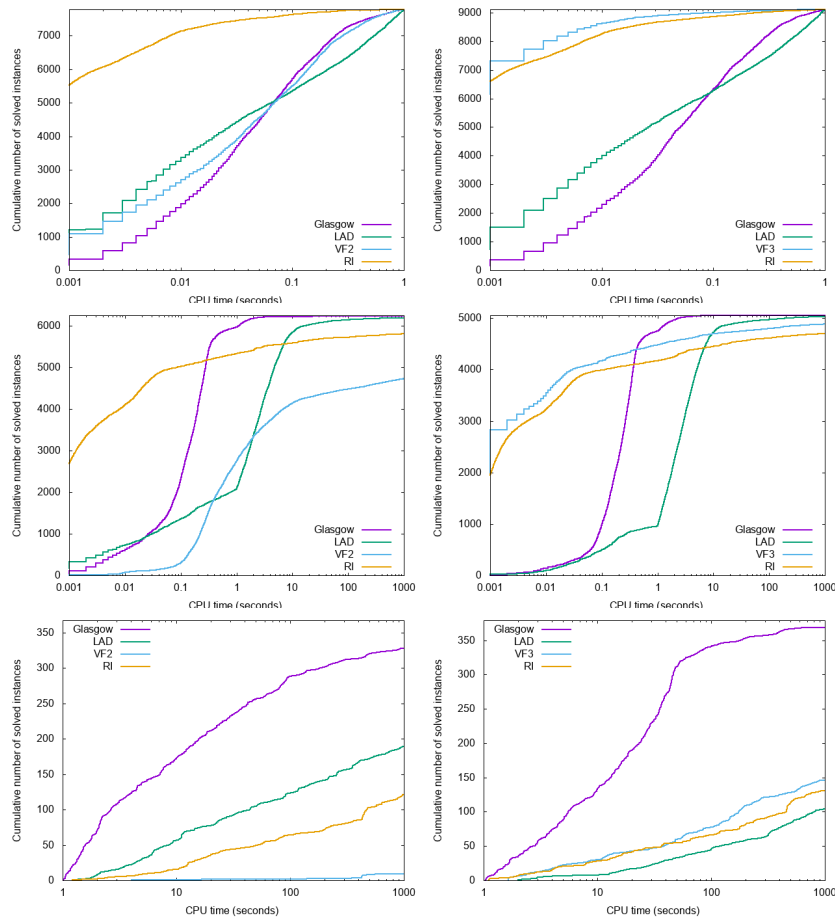 Cumulative number of solved instances
7000
6000
5000
4000
3000
2000
1000
0
0.001 0.01 0.1 1
CPU time (seconds)
Glasgow
LAD
VF2
RI
Cumulative number of solved instances
9000
8000
7000
6000
5000
4000
3000
2000
1000
0
0.001 0.01 0.1 1
CPU time (seconds)
Glasgow
LAD
VF3
RI
Cumulative number of solved instances
6000
5000
4000
3000
2000
1000
0
0.001 0.01 0.1 1 10 100 1000
CPU time (seconds)
Glasgow
LAD
VF2
RI
Cumulative number of solved instances
5000
4000
3000
2000
1000
0
0.001 0.01 0.1 1 10 100 1000
CPU time (seconds)
Glasgow
LAD
VF3
RI
Cumulative number of solved instances
350
300
250
200
150
100
50
0
1 10 100 1000
CPU time (seconds)
Glasgow
LAD
VF2
RI
Cumulative number of solved instances
350
300
250
200
150
100
50
0
1 10 100 1000
CPU time (seconds)
Glasgow
LAD
VF3
RI